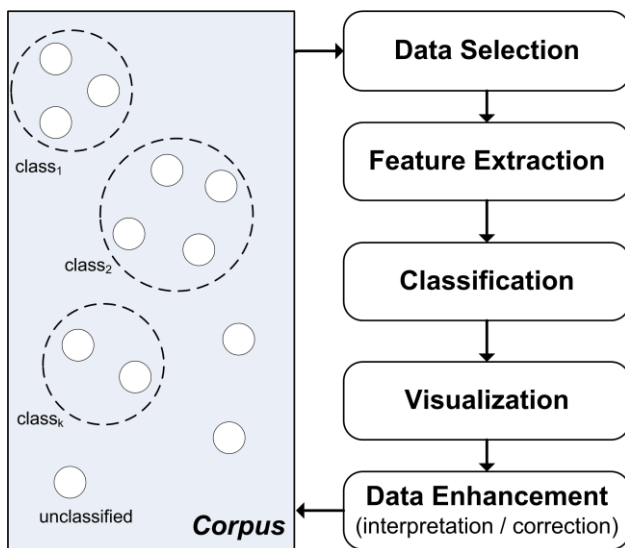 class₁
class₂
classₖ
unclassified
Corpus
Data Selection
Feature Extraction
Classification
Visualization
Data Enhancement
(interpretation / correction)